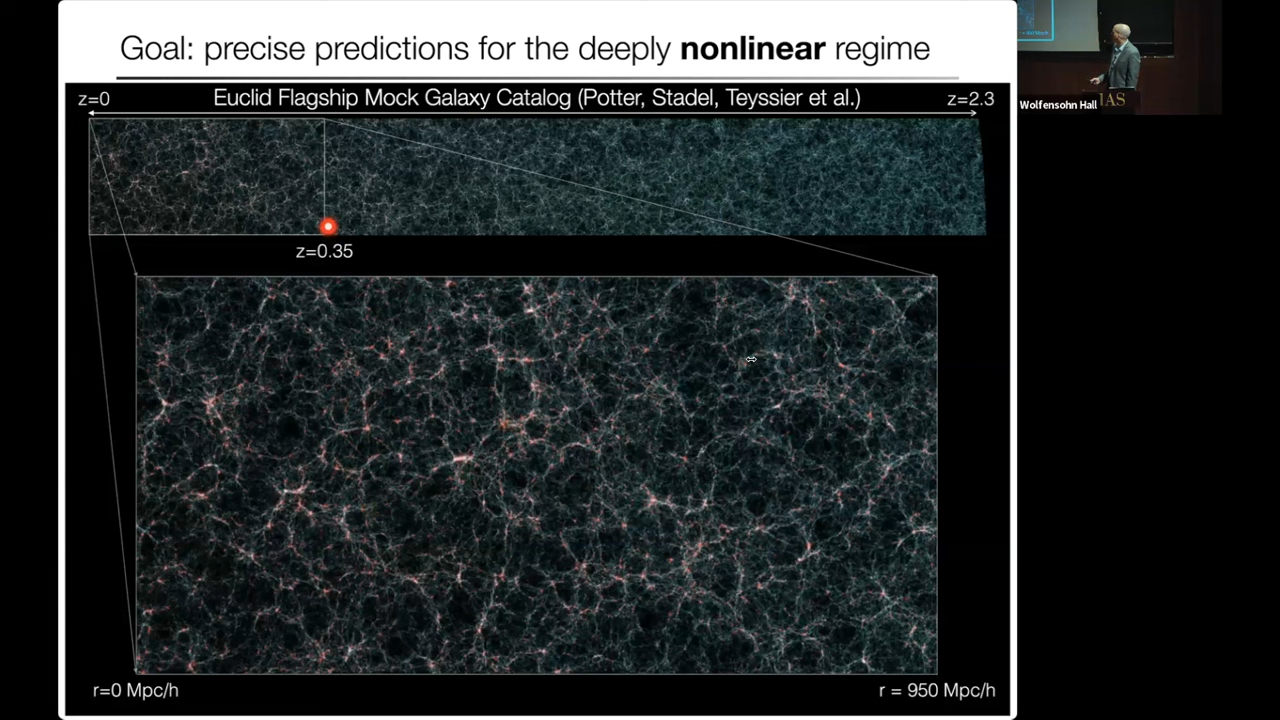 Goal: precise predictions for the deeply nonlinear regime
z=0
Euclid Flagship Mock Galaxy Catalog (Potter, Stadel, Teyssier et al.)
z=2.3
z=0.35
r=0 Mpc/h
r = 950 Mpc/h
Wolfensohn Hall
IAS